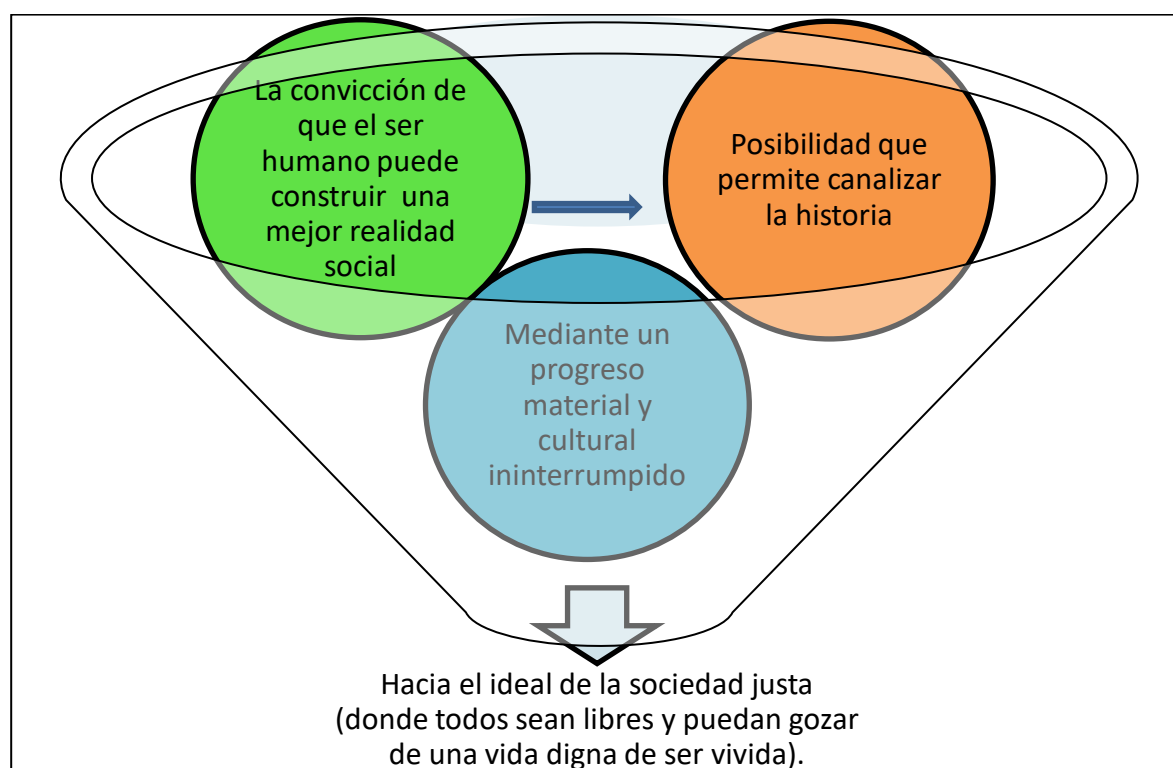 La convicción de
que el ser
humano puede
construir una
mejor realidad
social
Posibilidad que
permite canalizar
la historia
Mediante un
progreso
material y
cultural
ininterrumpido
Hacia el ideal de la sociedad justa
(donde todos sean libres y puedan gozar
de una vida digna de ser vivida).